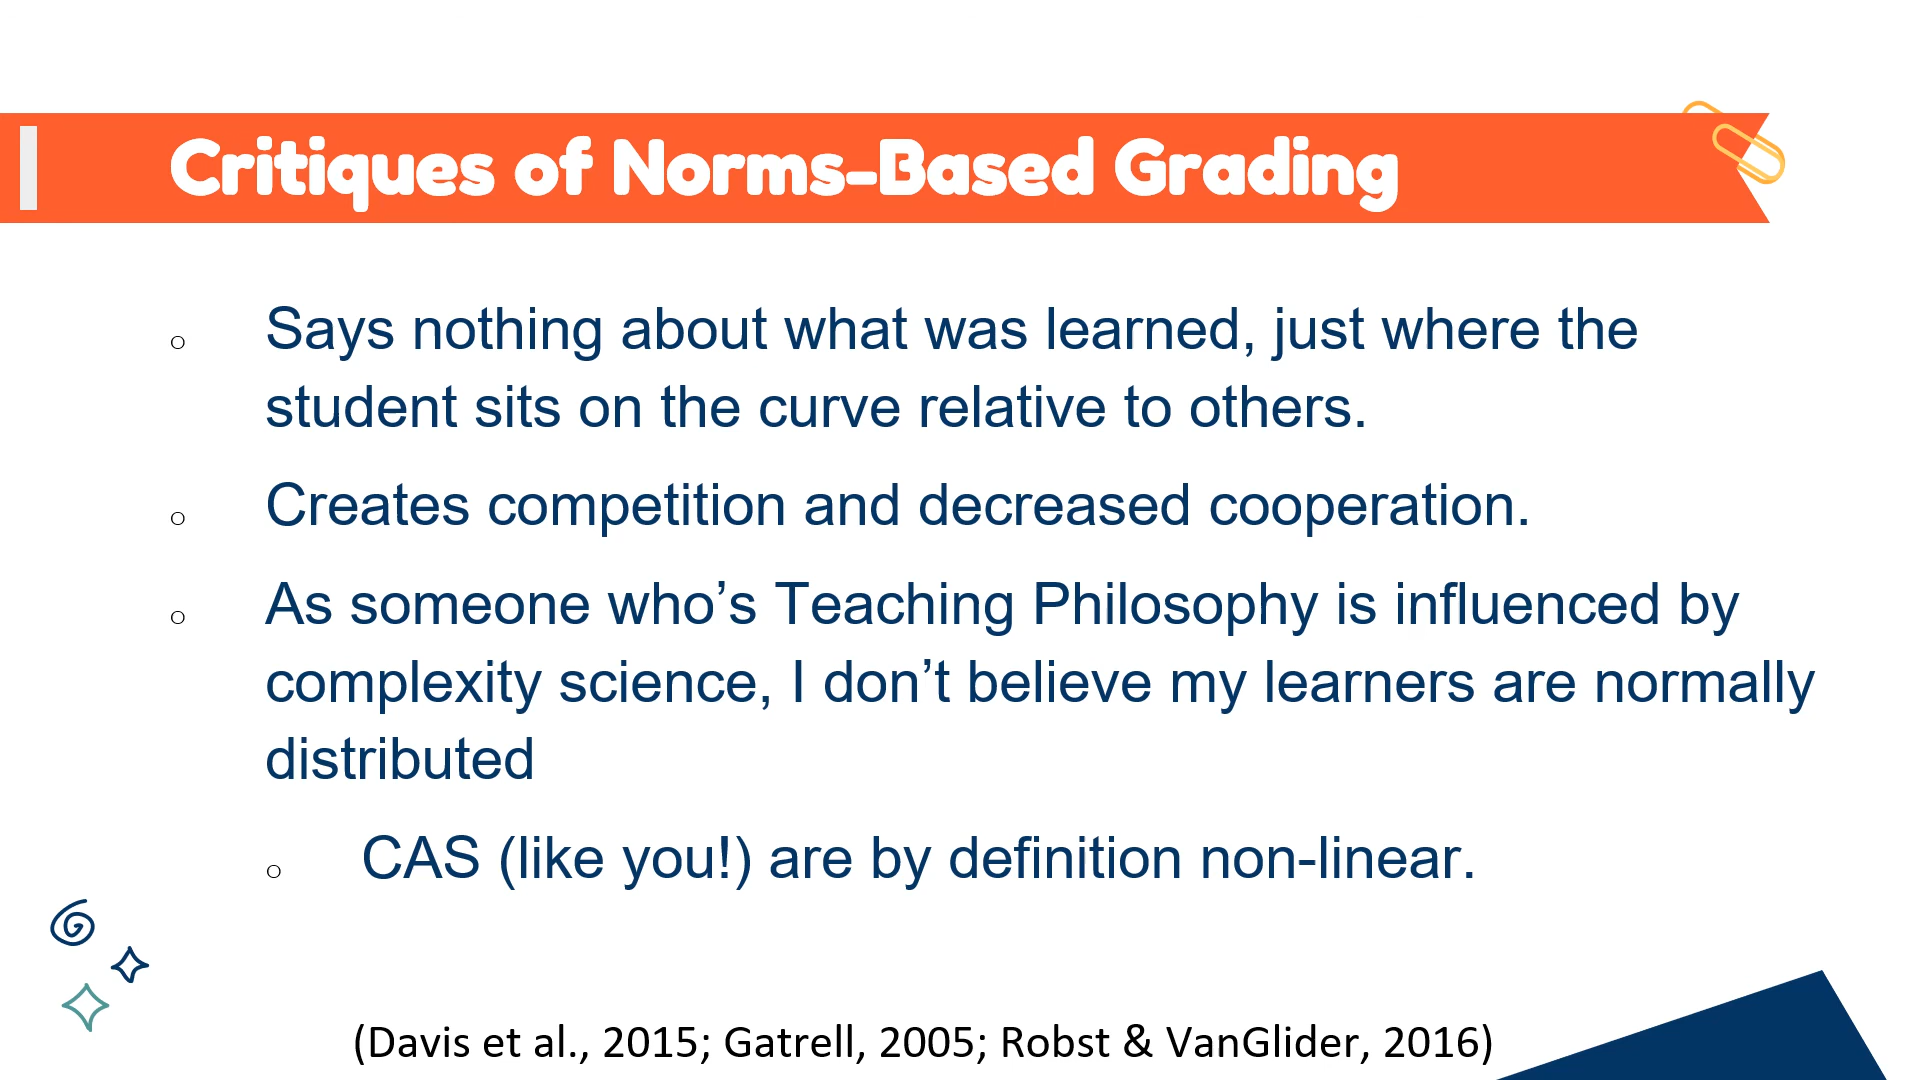 Critiques of Norms-Based Grading
Says nothing about what was learned, just where the
student sits on the curve relative to others.
Creates competition and decreased cooperation.
As someone who’s Teaching Philosophy is influenced by
complexity science, I don’t believe my learners are normally
distributed
CAS (like you!) are by definition non-linear.
(Davis et al., 2015; Gatrell, 2005; Robst & VanGlider, 2016)